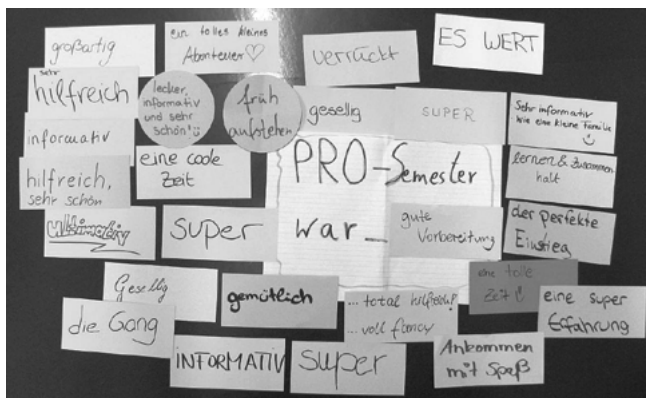 großartig
ein tolles kleines
Abenteuer♡
verrückt
ES WERT
sehr
hilfreich
lecker,
informativ
und sehr
schön!
früh
aufstehen
gesellig
SUPER
Sehr informativ
Wie eine kleine Familie
informativ
eine coole
Zeit
PRO-Semester
war_
lernen & Zusammen
halt
hilfreich,
sehr schön
gute
Vorbereitung
der perfekte
Einstieg
ultimativ
super
eine tolle
Zeit
Gesellig
gemütlich
... total hilfreich!
... voll fancy
eine super
Erfahrung
die Gang
INFORMATIV
super
Ankommen
mit Spaß